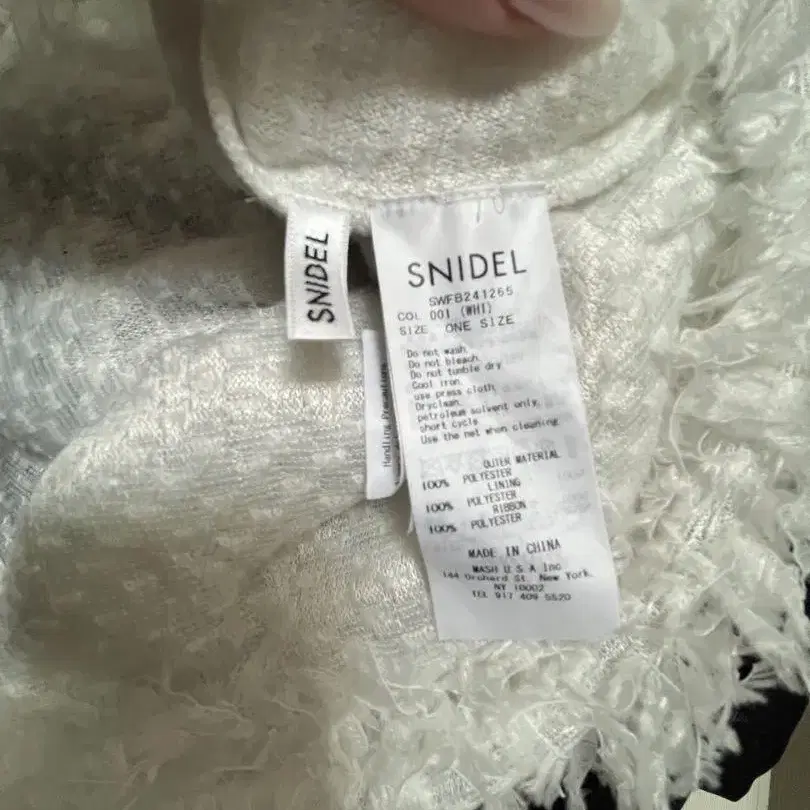 SNIDEL
SNIDEL
SWFB241265
COL 001 (WHI)
SIZE ONE SIZE
Do not wash.
Do not bleach.
Do not tumble dry
Cool iron.
use press cloth.
Dryclean.
petroleum solvent only.
short cycle
Use the net when cleaning
OUTER MATERIAL
100% POLYESTER
LINING
100% POLYESTER
RIBBON
100% POLYESTER
MADE IN CHINA
MASH U S A Inc
144 Orchard St. New York,
NY 10002
TEL 917 409 5520
Handling